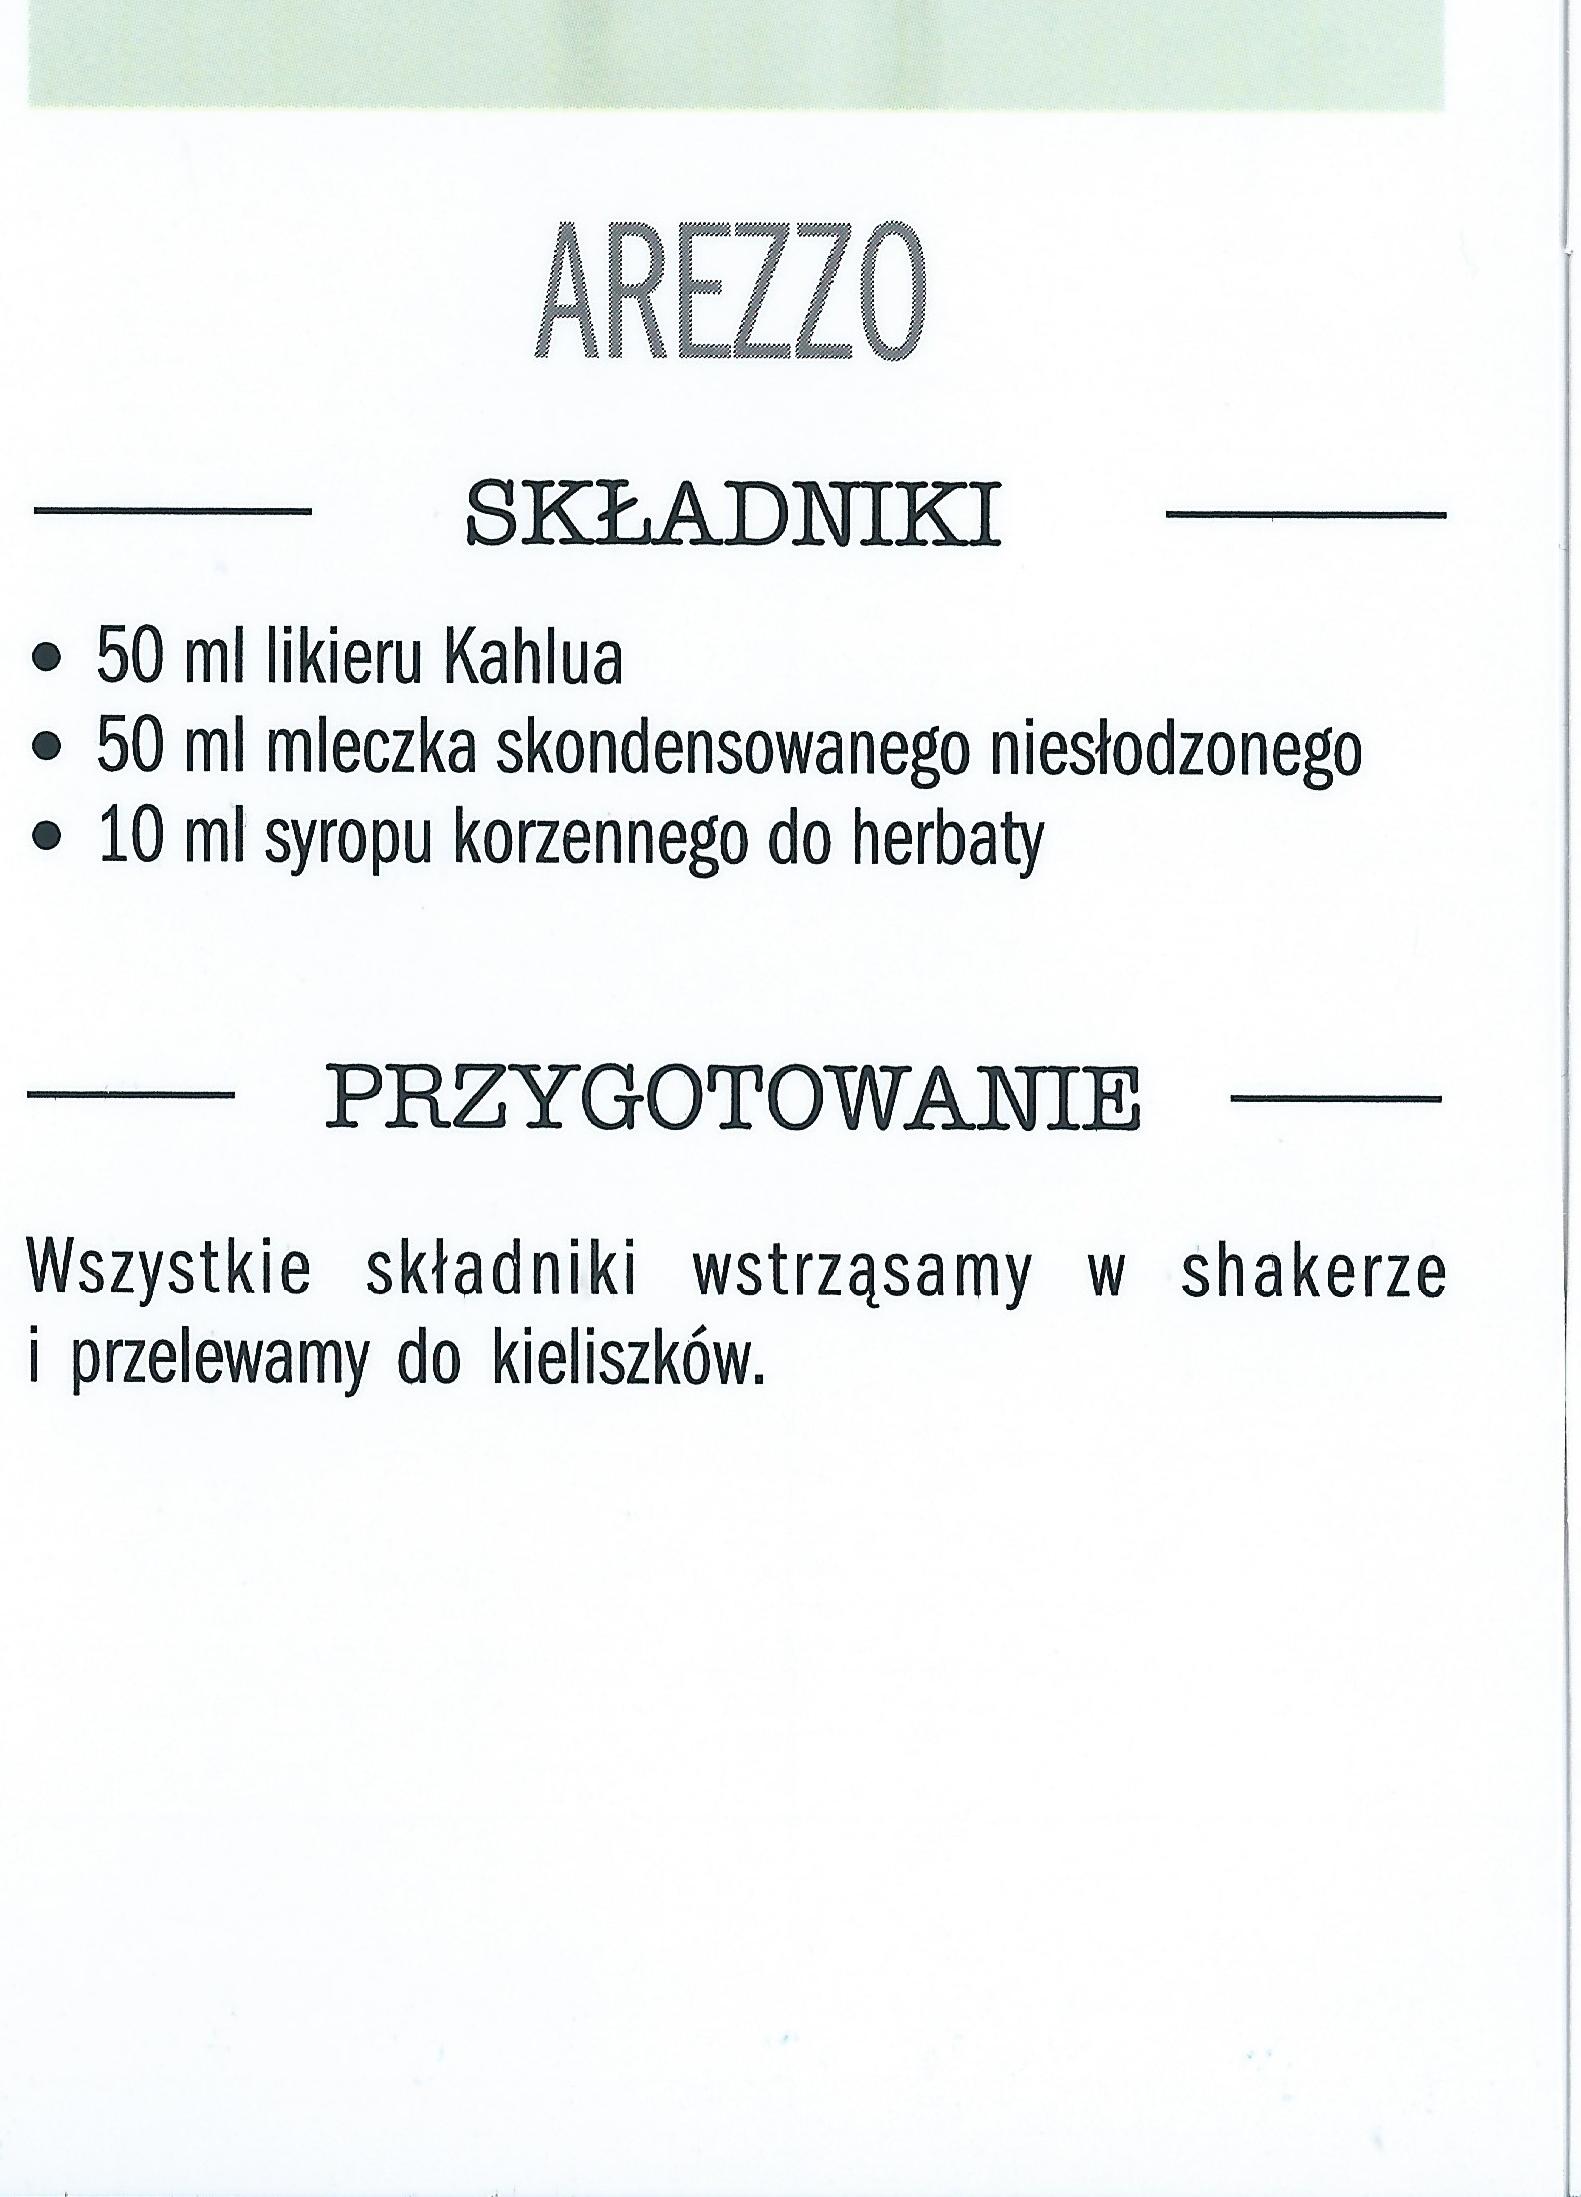 AREZZO
SKŁADNIKI
• 50 ml likieru Kahlua
• 50 ml mleczka skondensowanego niesłodzonego
• 10 ml syropu korzennego do herbaty
PRZYGOTOWANIE
Wszystkie składniki wstrząsamy w shakerze
i przelewamy do kieliszków.